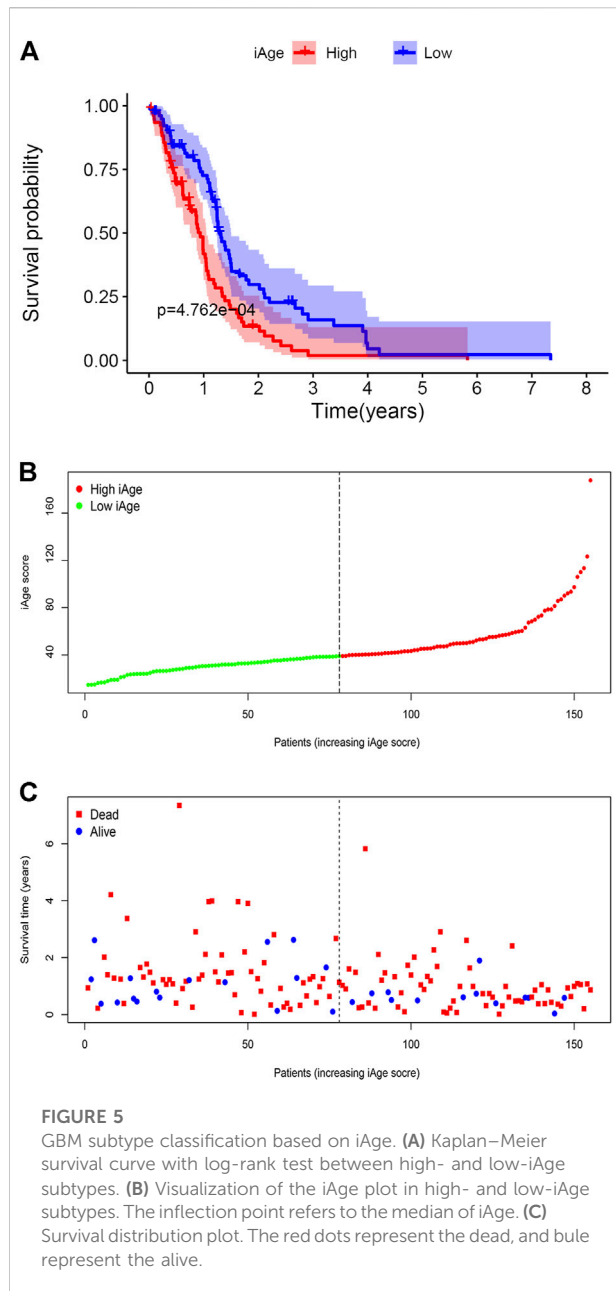 A
iAge High Low
1.00
0.75
0.50
0.25
0.00
Survival probability
p=4.762e-04
0 1 2 3 4 5 6 7 8
Time(years)
B
High iAge
Low iAge
160
120
80
40
iAge score
0 50 100 150
Patients (increasing iAge socre)
C
Dead
Alive
6
4
2
0
Survival time (years)
0 50 100 150
Patients (increasing iAge score)
FIGURE 5
GBM subtype classification based on iAge. (A) Kaplan–Meier
survival curve with log-rank test between high- and low-iAge
subtypes. (B) Visualization of the iAge plot in high- and low-iAge
subtypes. The inflection point refers to the median of iAge. (C)
Survival distribution plot. The red dots represent the dead, and bule
represent the alive.